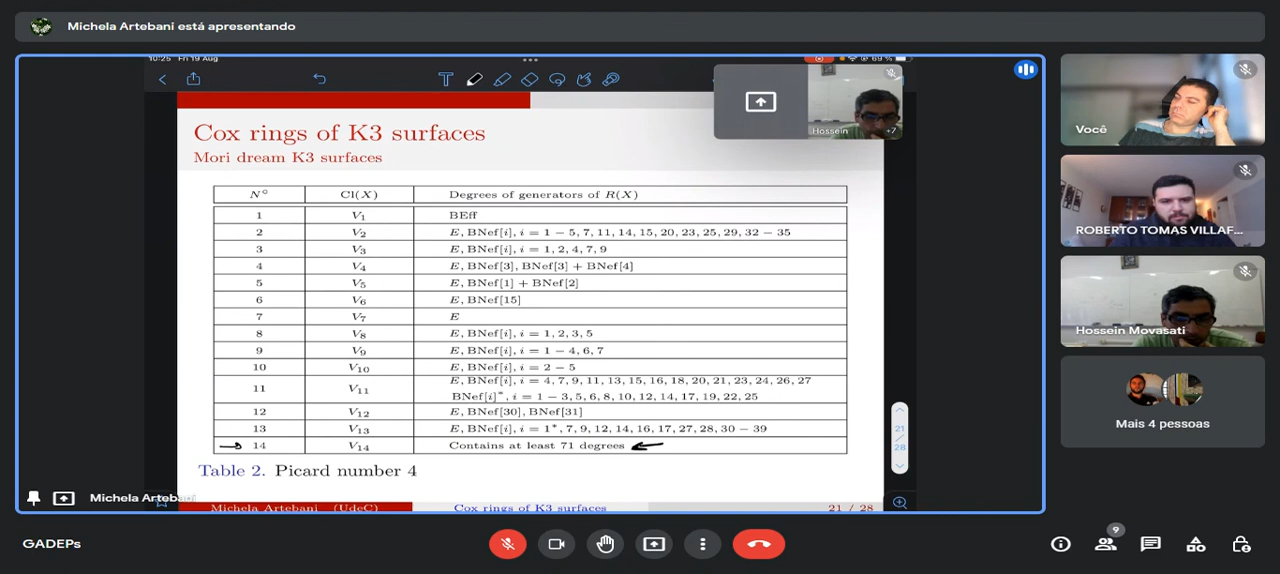 Michela Artebani está apresentando
10:25 Fri 19 Aug
69 %
T
Hossein
+7
Cox rings of K3 surfaces
Mori dream K3 surfaces
N° Cl(X) Degrees of generators of R(X)
1 V₁ BEff
2 V₂ E, BNef[i], i = 1 − 5, 7, 11, 14, 15, 20, 23, 25, 29, 32 − 35
3 V₃ E, BNef[i], i = 1, 2, 4, 7, 9
4 V₄ E, BNef[3], BNef[3] + BNef[4]
5 V₅ E, BNef[1] + BNef[2]
6 V₆ E, BNef[15]
7 V₇ E
8 V₈ E, BNef[i], i = 1, 2, 3, 5
9 V₉ E, BNef[i], i = 1 − 4, 6, 7
10 V₁₀ E, BNef[i], i = 2 − 5
11 V₁₁ E, BNef[i], i = 4, 7, 9, 11, 13, 15, 16, 18, 20, 21, 23, 24, 26, 27
BNef[i]*, i = 1 − 3, 5, 6, 8, 10, 12, 14, 17, 19, 22, 25
12 V₁₂ E, BNef[30], BNef[31]
13 V₁₃ E, BNef[i], i = 1*, 7, 9, 12, 14, 16, 17, 27, 28, 30 − 39
14 V₁₄ Contains at least 71 degrees
Table 2. Picard number 4
21
/
28
Michela Artebani
Michela Artebani (UdeC) Cox rings of K3 surfaces 21 / 28
Você
ROBERTO TOMAS VILLAF...
Hossein Movasati
Mais 4 pessoas
GADEPs
9